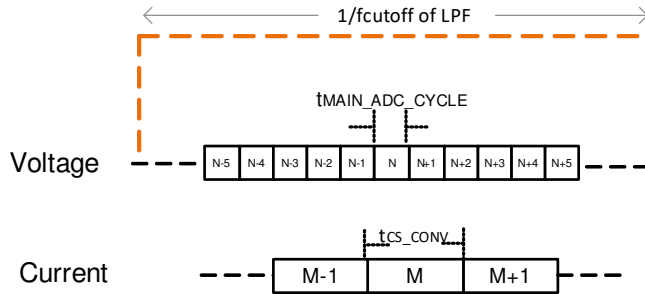 1/fcutoff of LPF
tMAIN_ADC_CYCLE
Voltage N-5 N-4 N-3 N-2 N-1 N N+1 N+2 N+3 N+4 N+5
tCS_CONV
Current M-1 M M+1